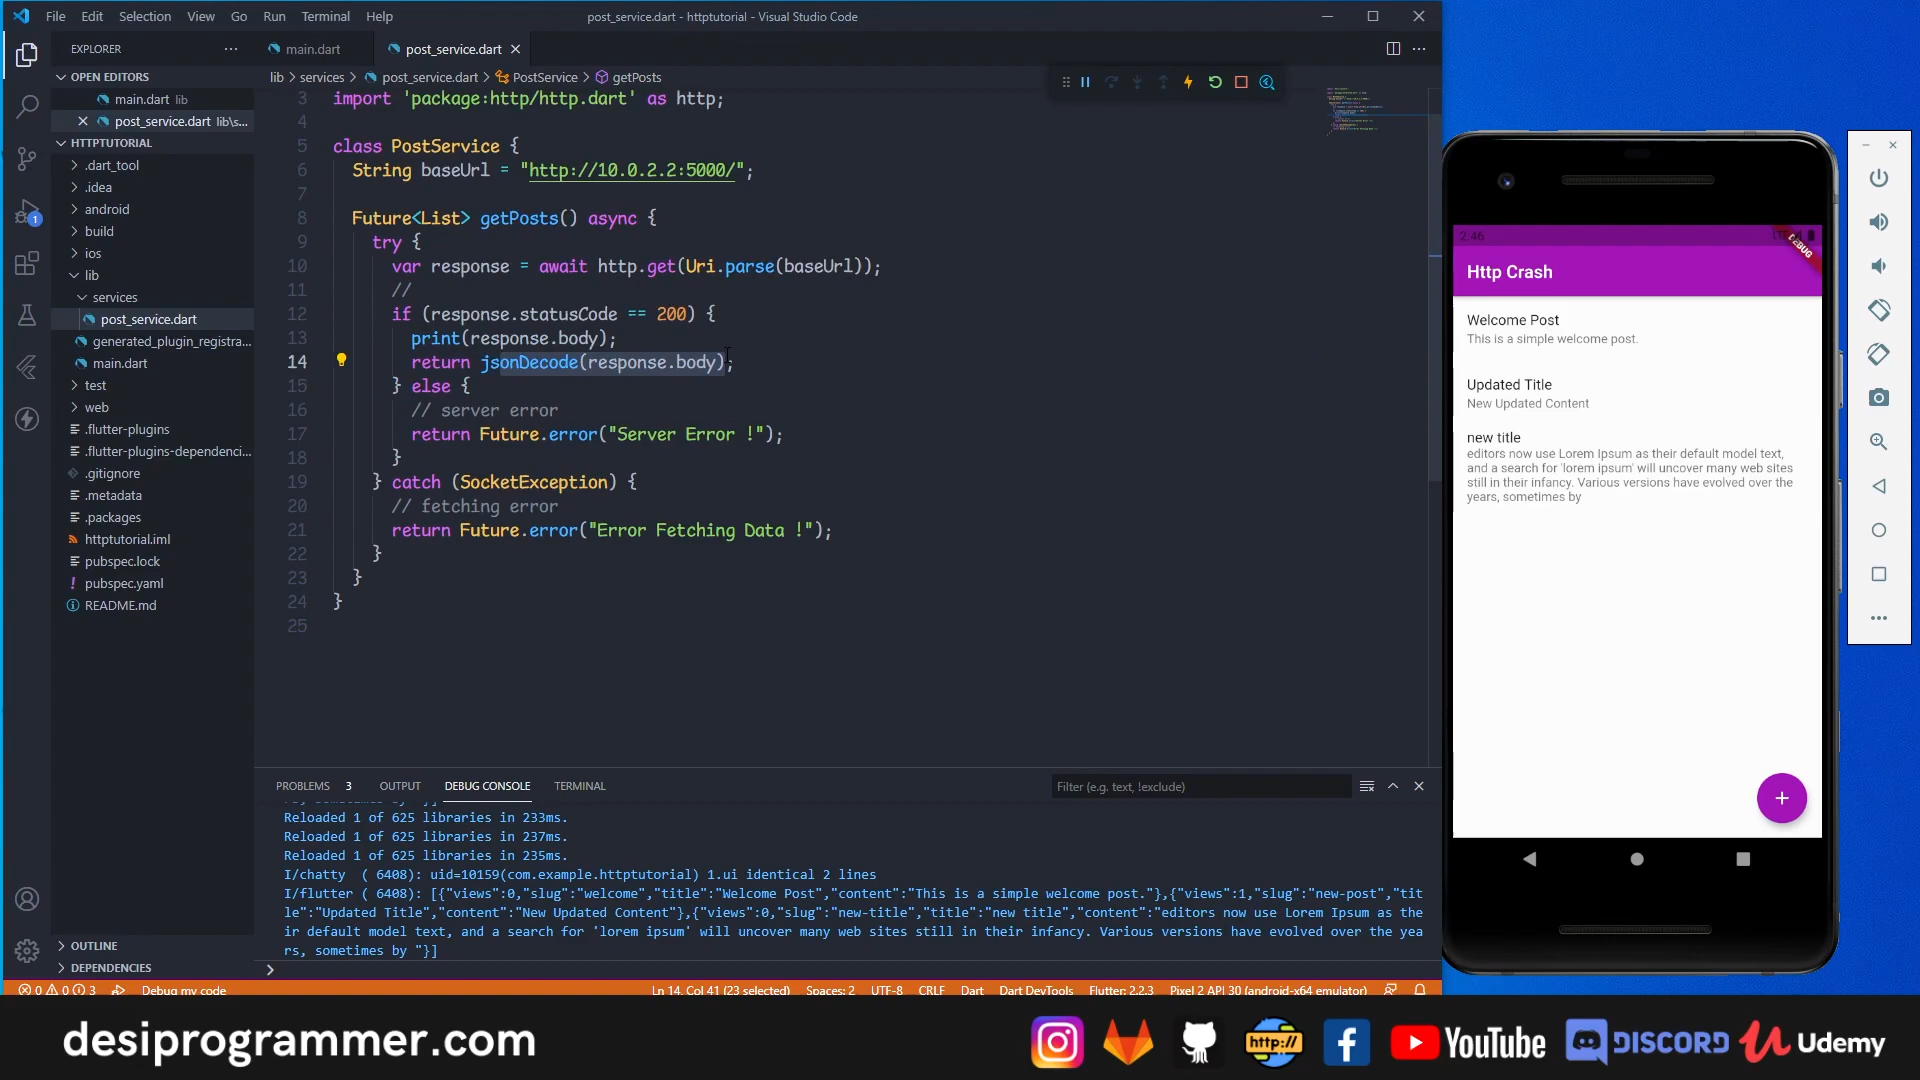 File Edit Selection View Go Run Terminal Help
post_service.dart - httptutorial - Visual Studio Code
EXPLORER
OPEN EDITORS
main.dart lib
post_service.dart lib\s...
HTTPTUTORIAL
.dart_tool
.idea
android
build
ios
lib
services
post_service.dart
generated_plugin_registra...
main.dart
test
web
.flutter-plugins
.flutter-plugins-dependenci...
.gitignore
.metadata
.packages
httptutorial.iml
pubspec.lock
pubspec.yaml
README.md
OUTLINE
DEPENDENCIES
1
main.dart
post_service.dart
lib > services > post_service.dart > PostService > getPosts
3 import 'package:http/http.dart' as http;
4
5 class PostService {
6 String baseUrl = "http://10.0.2.2:5000/";
7
8 Future<List> getPosts() async {
9 try {
10 var response = await http.get(Uri.parse(baseUrl));
11 //
12 if (response.statusCode == 200) {
13 print(response.body);
14 return jsonDecode(response.body);
15 } else {
16 // server error
17 return Future.error("Server Error !");
18 }
19 } catch (SocketException) {
20 // fetching error
21 return Future.error("Error Fetching Data !");
22 }
23 }
24 }
25
PROBLEMS 3 OUTPUT DEBUG CONSOLE TERMINAL
Filter (e.g. text, !exclude)
Reloaded 1 of 625 libraries in 233ms.
Reloaded 1 of 625 libraries in 237ms.
Reloaded 1 of 625 libraries in 235ms.
I/chatty ( 6408): uid=10159(com.example.httptutorial) 1.ui identical 2 lines
I/flutter ( 6408): [{"views":0,"slug":"welcome","title":"Welcome Post","content":"This is a simple welcome post."},{"views":1,"slug":"new-post","tit
le":"Updated Title","content":"New Updated Content"},{"views":0,"slug":"new-title","title":"new title","content":"editors now use Lorem Ipsum as the
ir default model text, and a search for 'lorem ipsum' will uncover many web sites still in their infancy. Various versions have evolved over the yea
rs, sometimes by "}]
0 0 3 Debug my code Ln 14, Col 41 (23 selected) Spaces: 2 UTF-8 CRLF Dart Dart DevTools Flutter: 2.2.3 Pixel 2 API 30 (android-x64 emulator)
2:46
DEBUG
Http Crash
Welcome Post
This is a simple welcome post.
Updated Title
New Updated Content
new title
editors now use Lorem Ipsum as their default model text,
and a search for 'lorem ipsum' will uncover many web sites
still in their infancy. Various versions have evolved over the
years, sometimes by
desiprogrammer.com
http://
YouTube
DISCORD
Udemy